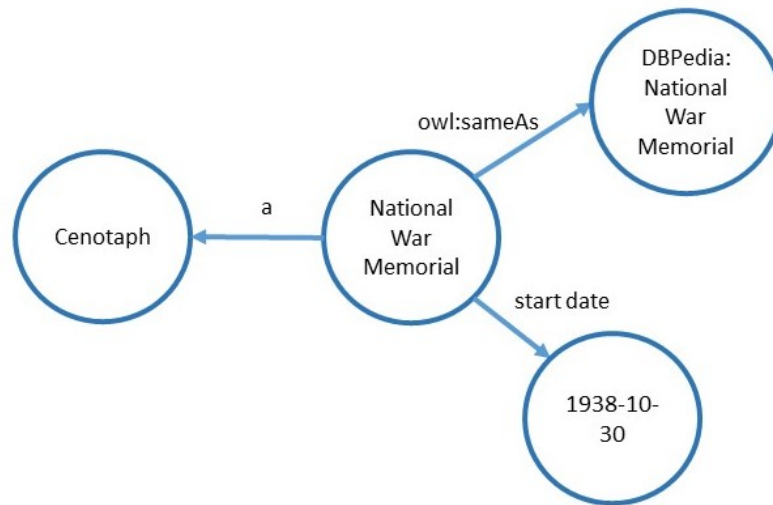 DBPedia:
National
War
Memorial
owl:sameAs
a
Cenotaph
National
War
Memorial
start date
1938-10-
30